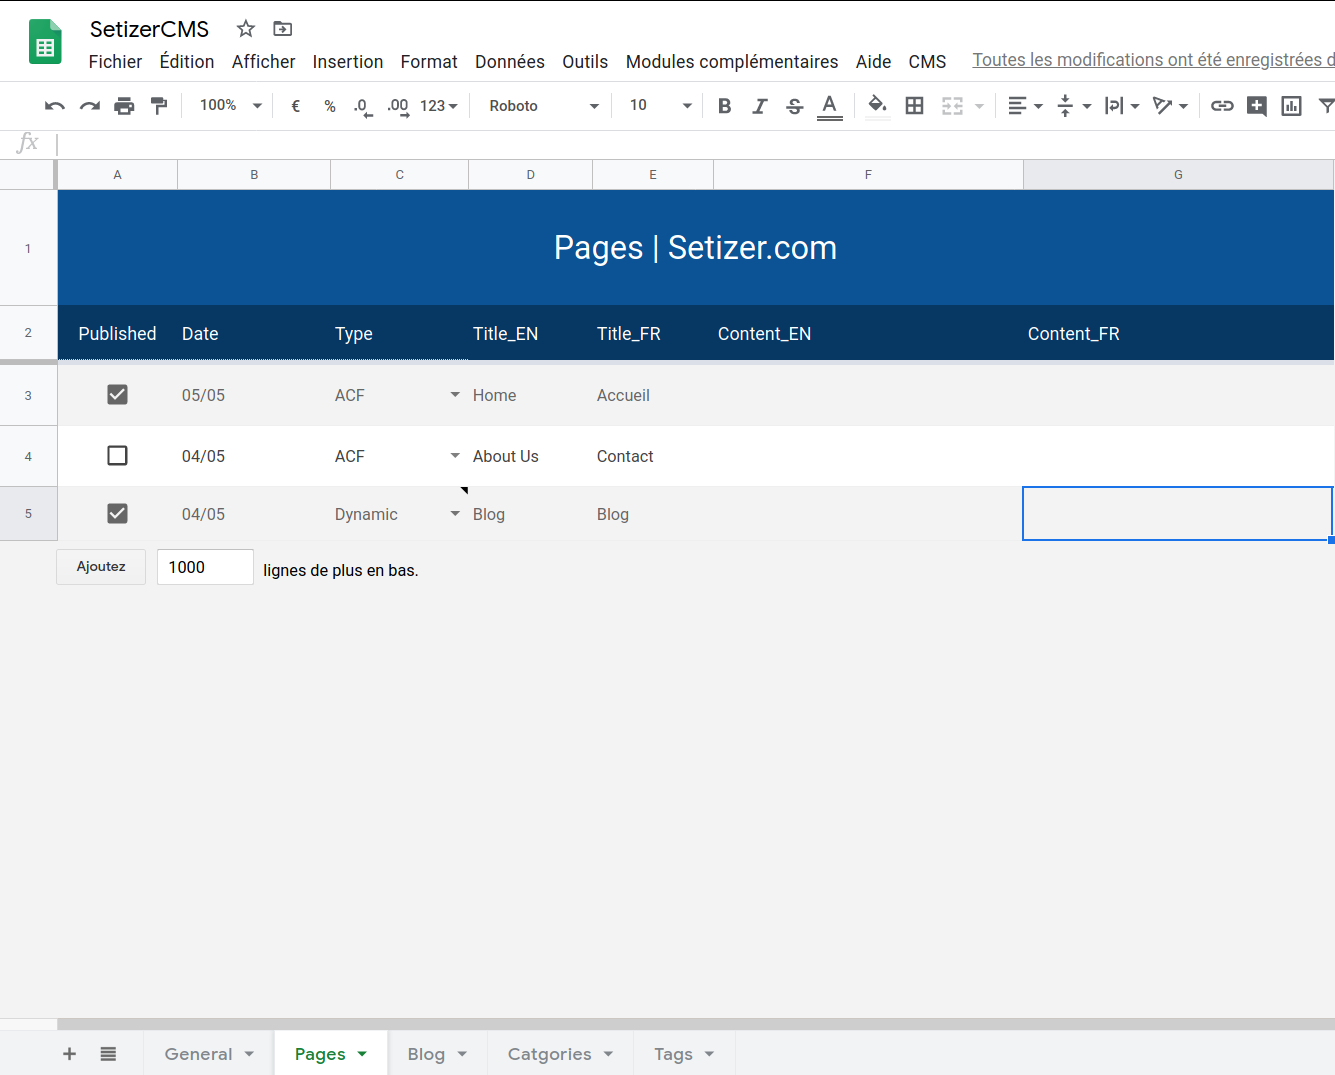 SetizerCMS
Fichier Édition Afficher Insertion Format Données Outils Modules complémentaires Aide CMS Toutes les modifications ont été enregistrées d
100% € % .0 .00 123 Roboto 10 B I S A
fx
A B C D E F G
1 Pages | Setizer.com
2 Published Date Type Title_EN Title_FR Content_EN Content_FR
3 05/05 ACF Home Accueil
4 04/05 ACF About Us Contact
5 04/05 Dynamic Blog Blog
Ajoutez 1000 lignes de plus en bas.
General Pages Blog Catgories Tags